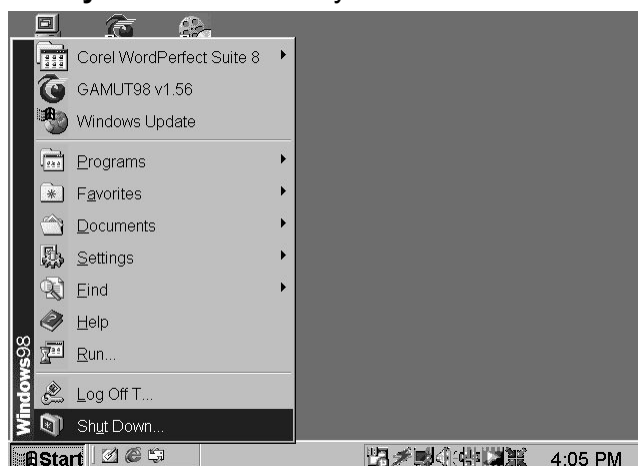 Corel WordPerfect Suite 8
GAMUT98 v1.56
Windows Update
Programs
Favorites
Documents
Settings
Find
Help
Run...
Log Off T...
Shut Down...
Windows98
Start
4:05 PM